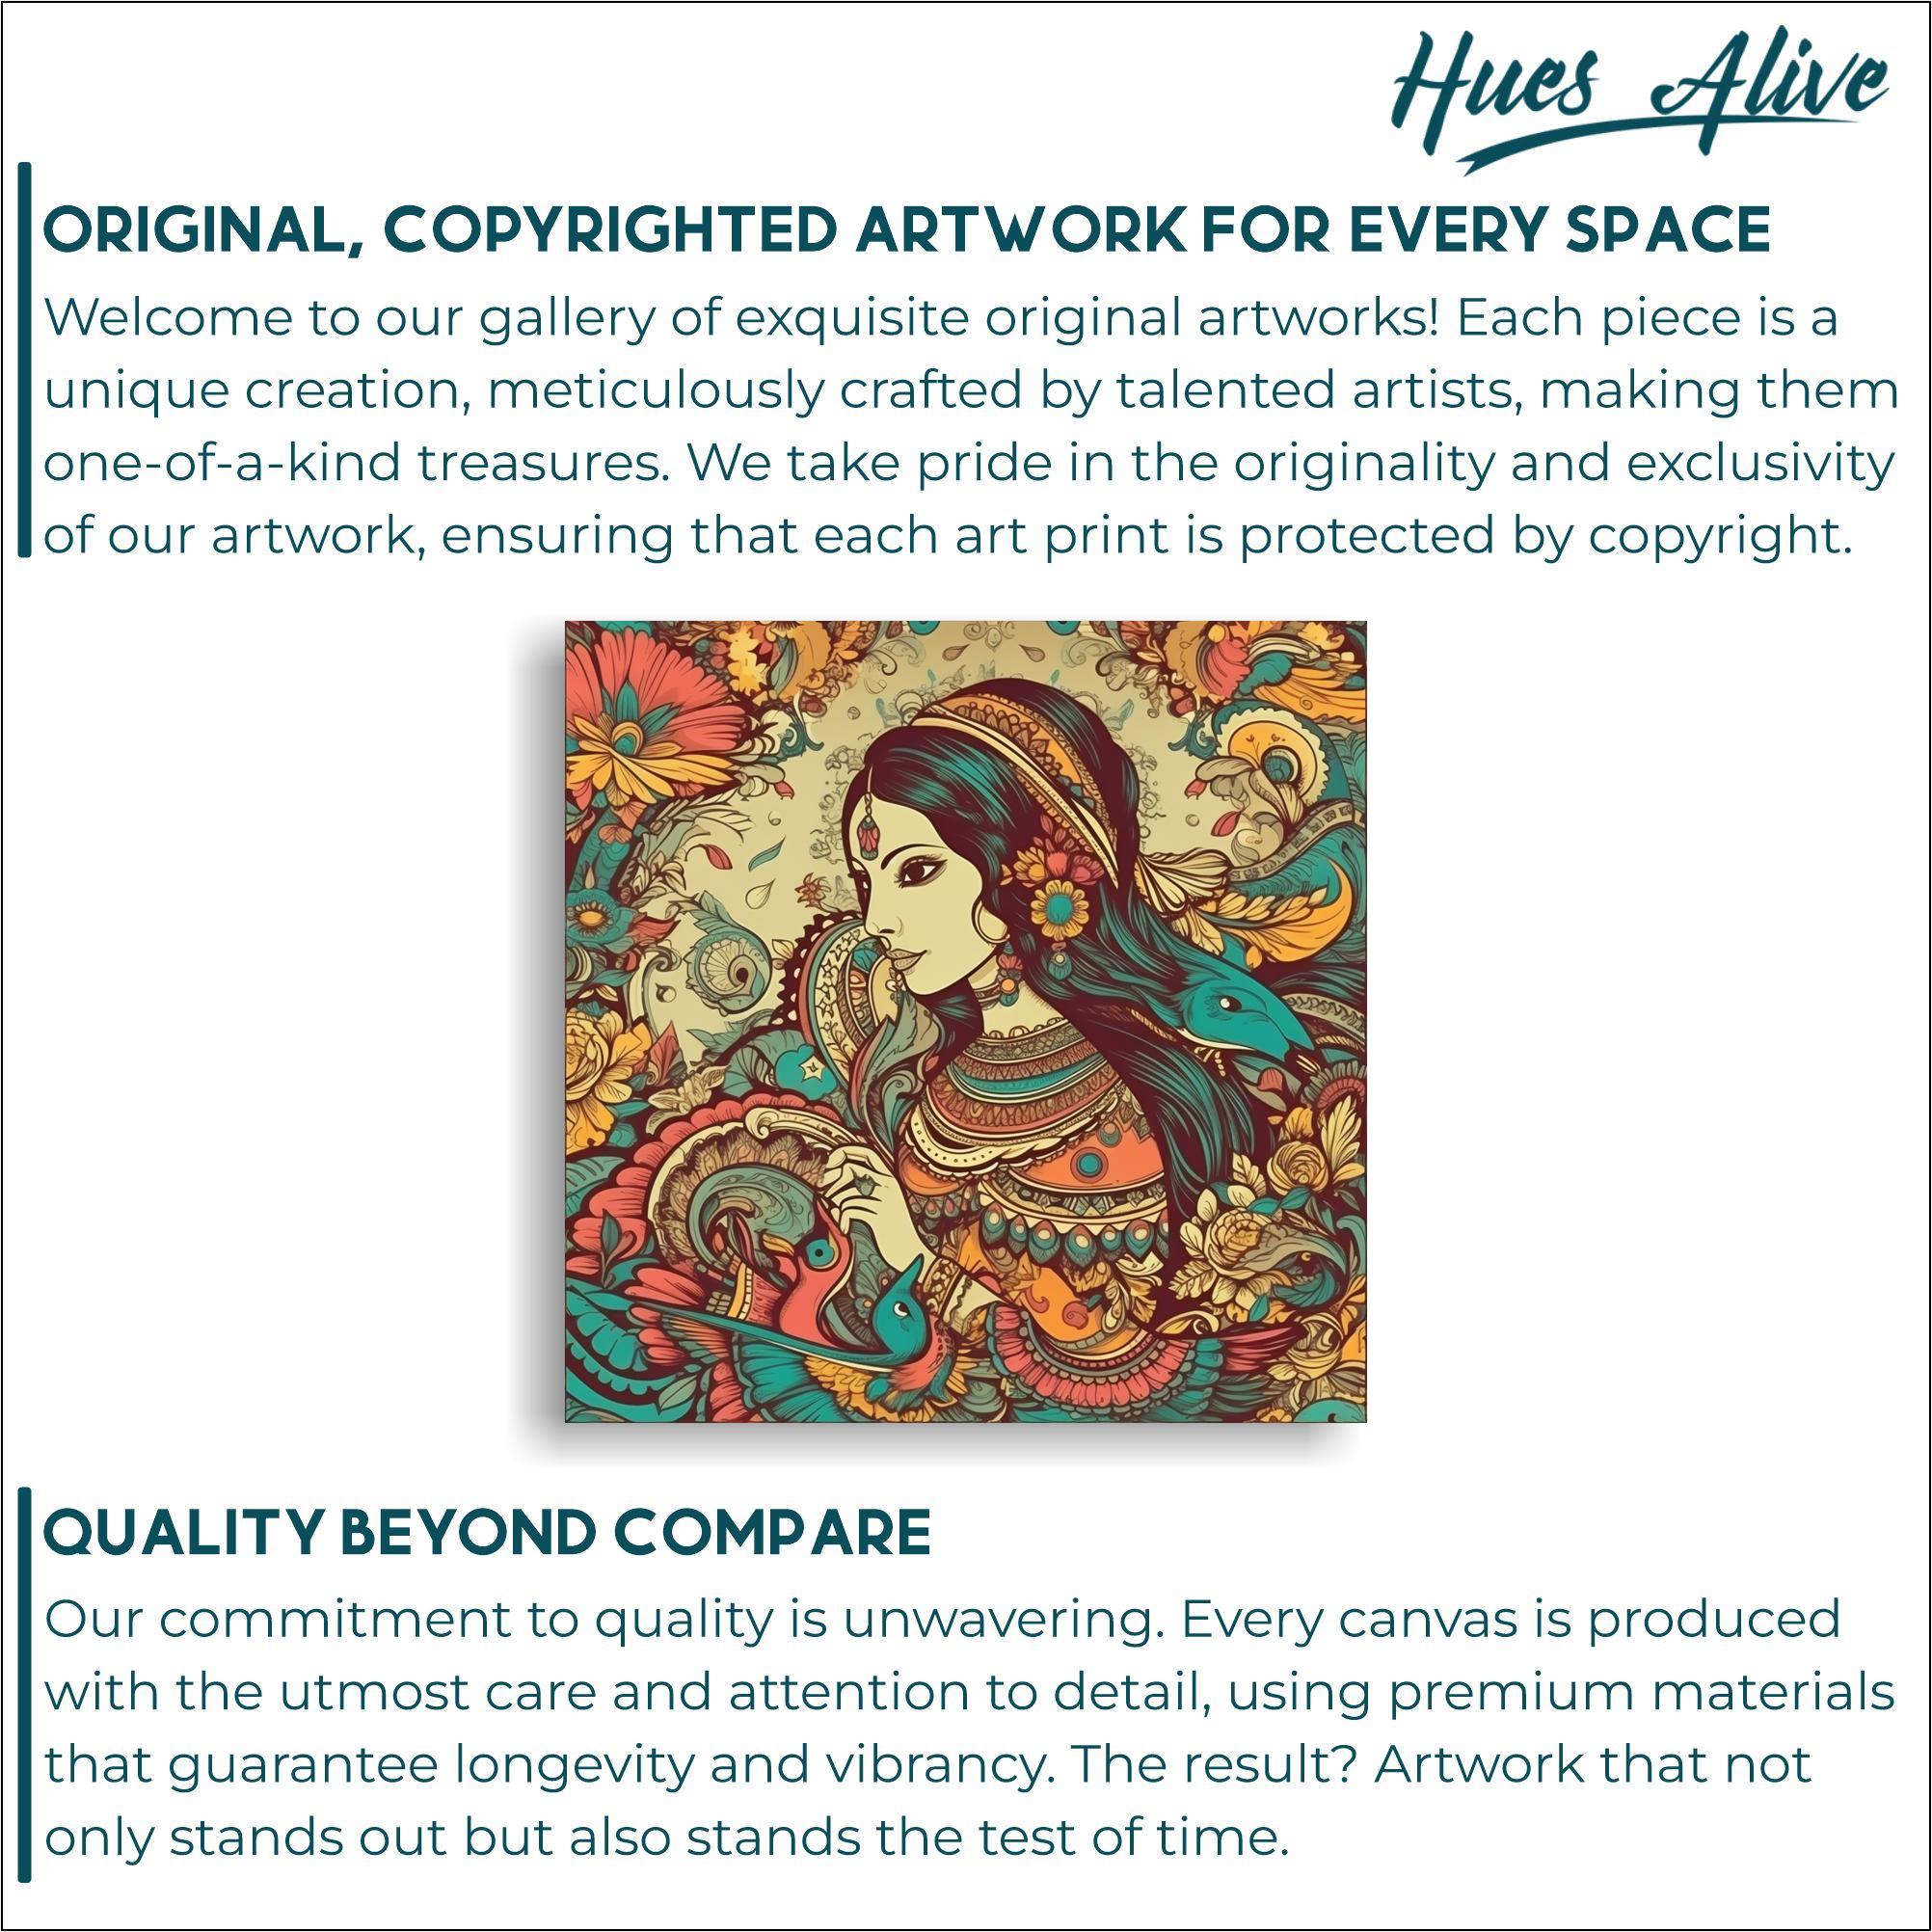 Hues Alive
ORIGINAL, COPYRIGHTED ARTWORK FOR EVERY SPACE
Welcome to our gallery of exquisite original artworks! Each piece is a
unique creation, meticulously crafted by talented artists, making them
one-of-a-kind treasures. We take pride in the originality and exclusivity
of our artwork, ensuring that each art print is protected by copyright.
QUALITY BEYOND COMPARE
Our commitment to quality is unwavering. Every canvas is produced
with the utmost care and attention to detail, using premium materials
that guarantee longevity and vibrancy. The result? Artwork that not
only stands out but also stands the test of time.